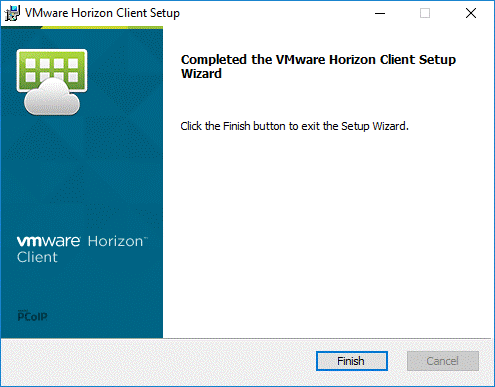 VMware Horizon Client Setup
Completed the VMware Horizon Client Setup
Wizard
Click the Finish button to exit the Setup Wizard.
vmware Horizon™
Client
PCoIP
Finish
Cancel